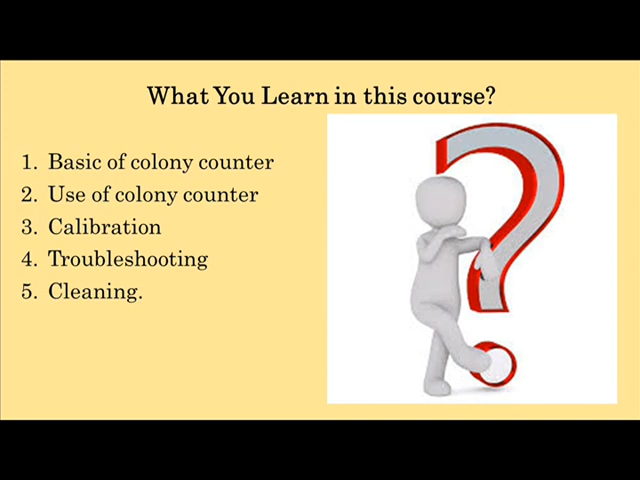 What You Learn in this course?
1. Basic of colony counter
2. Use of colony counter
3. Calibration
4. Troubleshooting
5. Cleaning.